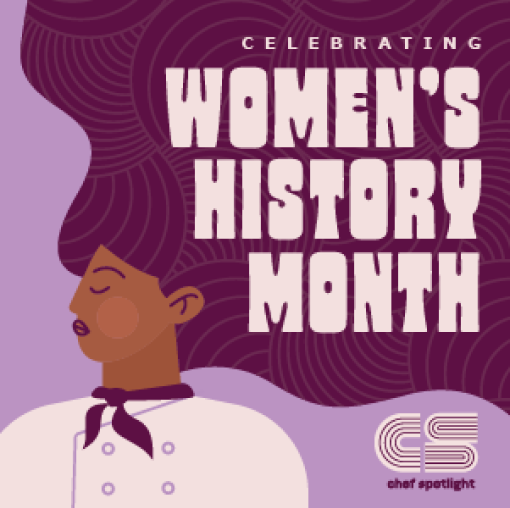 CELEBRATING
WOMEN'S
HISTORY
MONTH
CS
chef spotlight